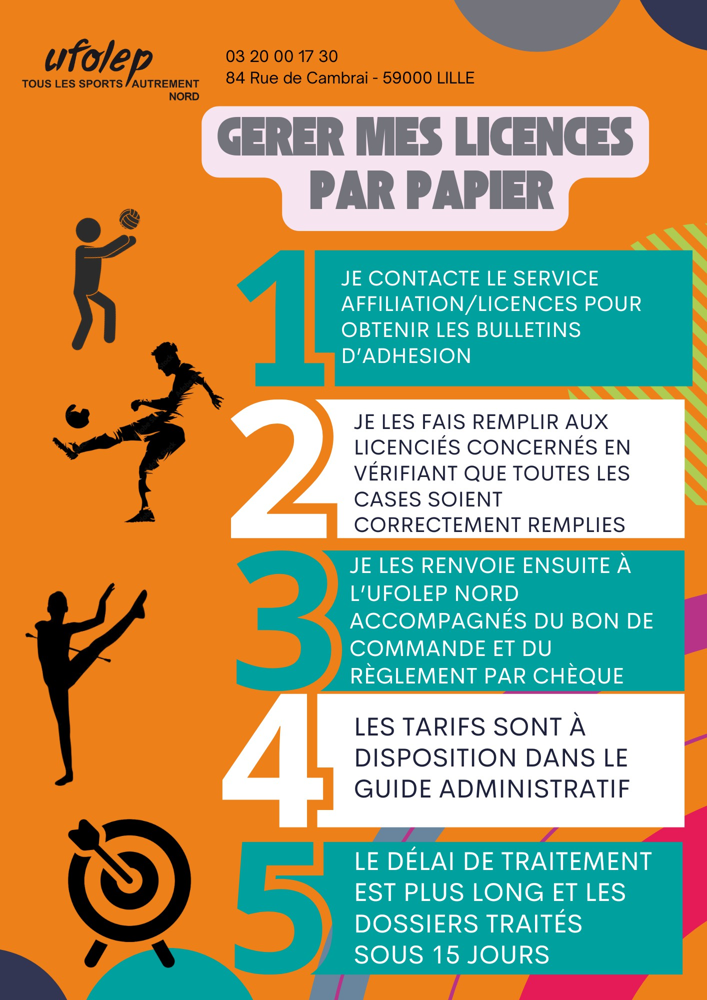 ufolep
TOUS LES SPORTS AUTREMENT
NORD
03 20 00 17 30
84 Rue de Cambrai - 59000 LILLE
GERER MES LICENCES
PAR PAPIER
1
JE CONTACTE LE SERVICE
AFFILIATION/LICENCES POUR
OBTENIR LES BULLETINS
D'ADHESION
2
JE LES FAIS REMPLIR AUX
LICENCIÉS CONCERNÉS EN
VÉRIFIANT QUE TOUTES LES
CASES SOIENT
CORRECTEMENT REMPLIES
3
JE LES RENVOIE ENSUITE À
L'UFOLEP NORD
ACCOMPAGNÉS DU BON DE
COMMANDE ET DU
RÈGLEMENT PAR CHÈQUE
4
LES TARIFS SONT À
DISPOSITION DANS LE
GUIDE ADMINISTRATIF
5
LE DÉLAI DE TRAITEMENT
EST PLUS LONG ET LES
DOSSIERS TRAITÉS
SOUS 15 JOURS